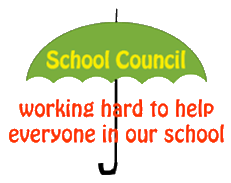 School Council
working hard to help
everyone in our school